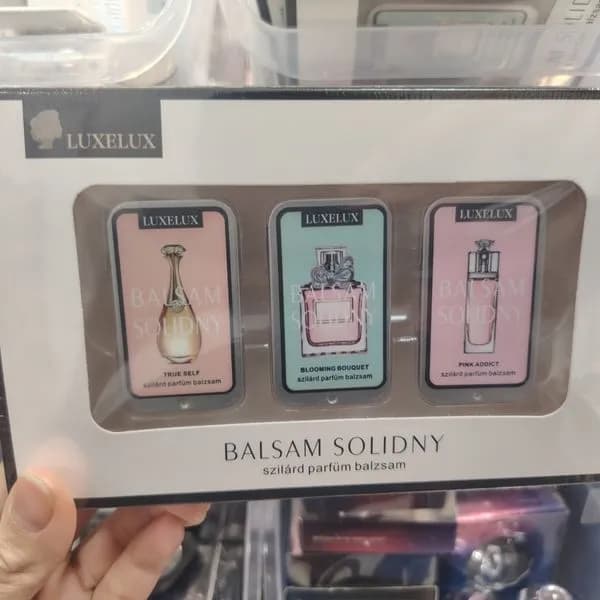 SOLID
LUXELUX
LUXELUX
BALSAM
SOLIDNY
TRUE SELF
szilárd parfüm balzsam
LUXELUX
BALSAM
SOLIDNY
BLOOMING BOUQUET
szilárd parfüm balzsam
LUXELUX
BALSAM
SOLIDNY
PINK ADDICT
szilárd parfüm balzsam
BALSAM SOLIDNY
szilárd parfüm balzsam